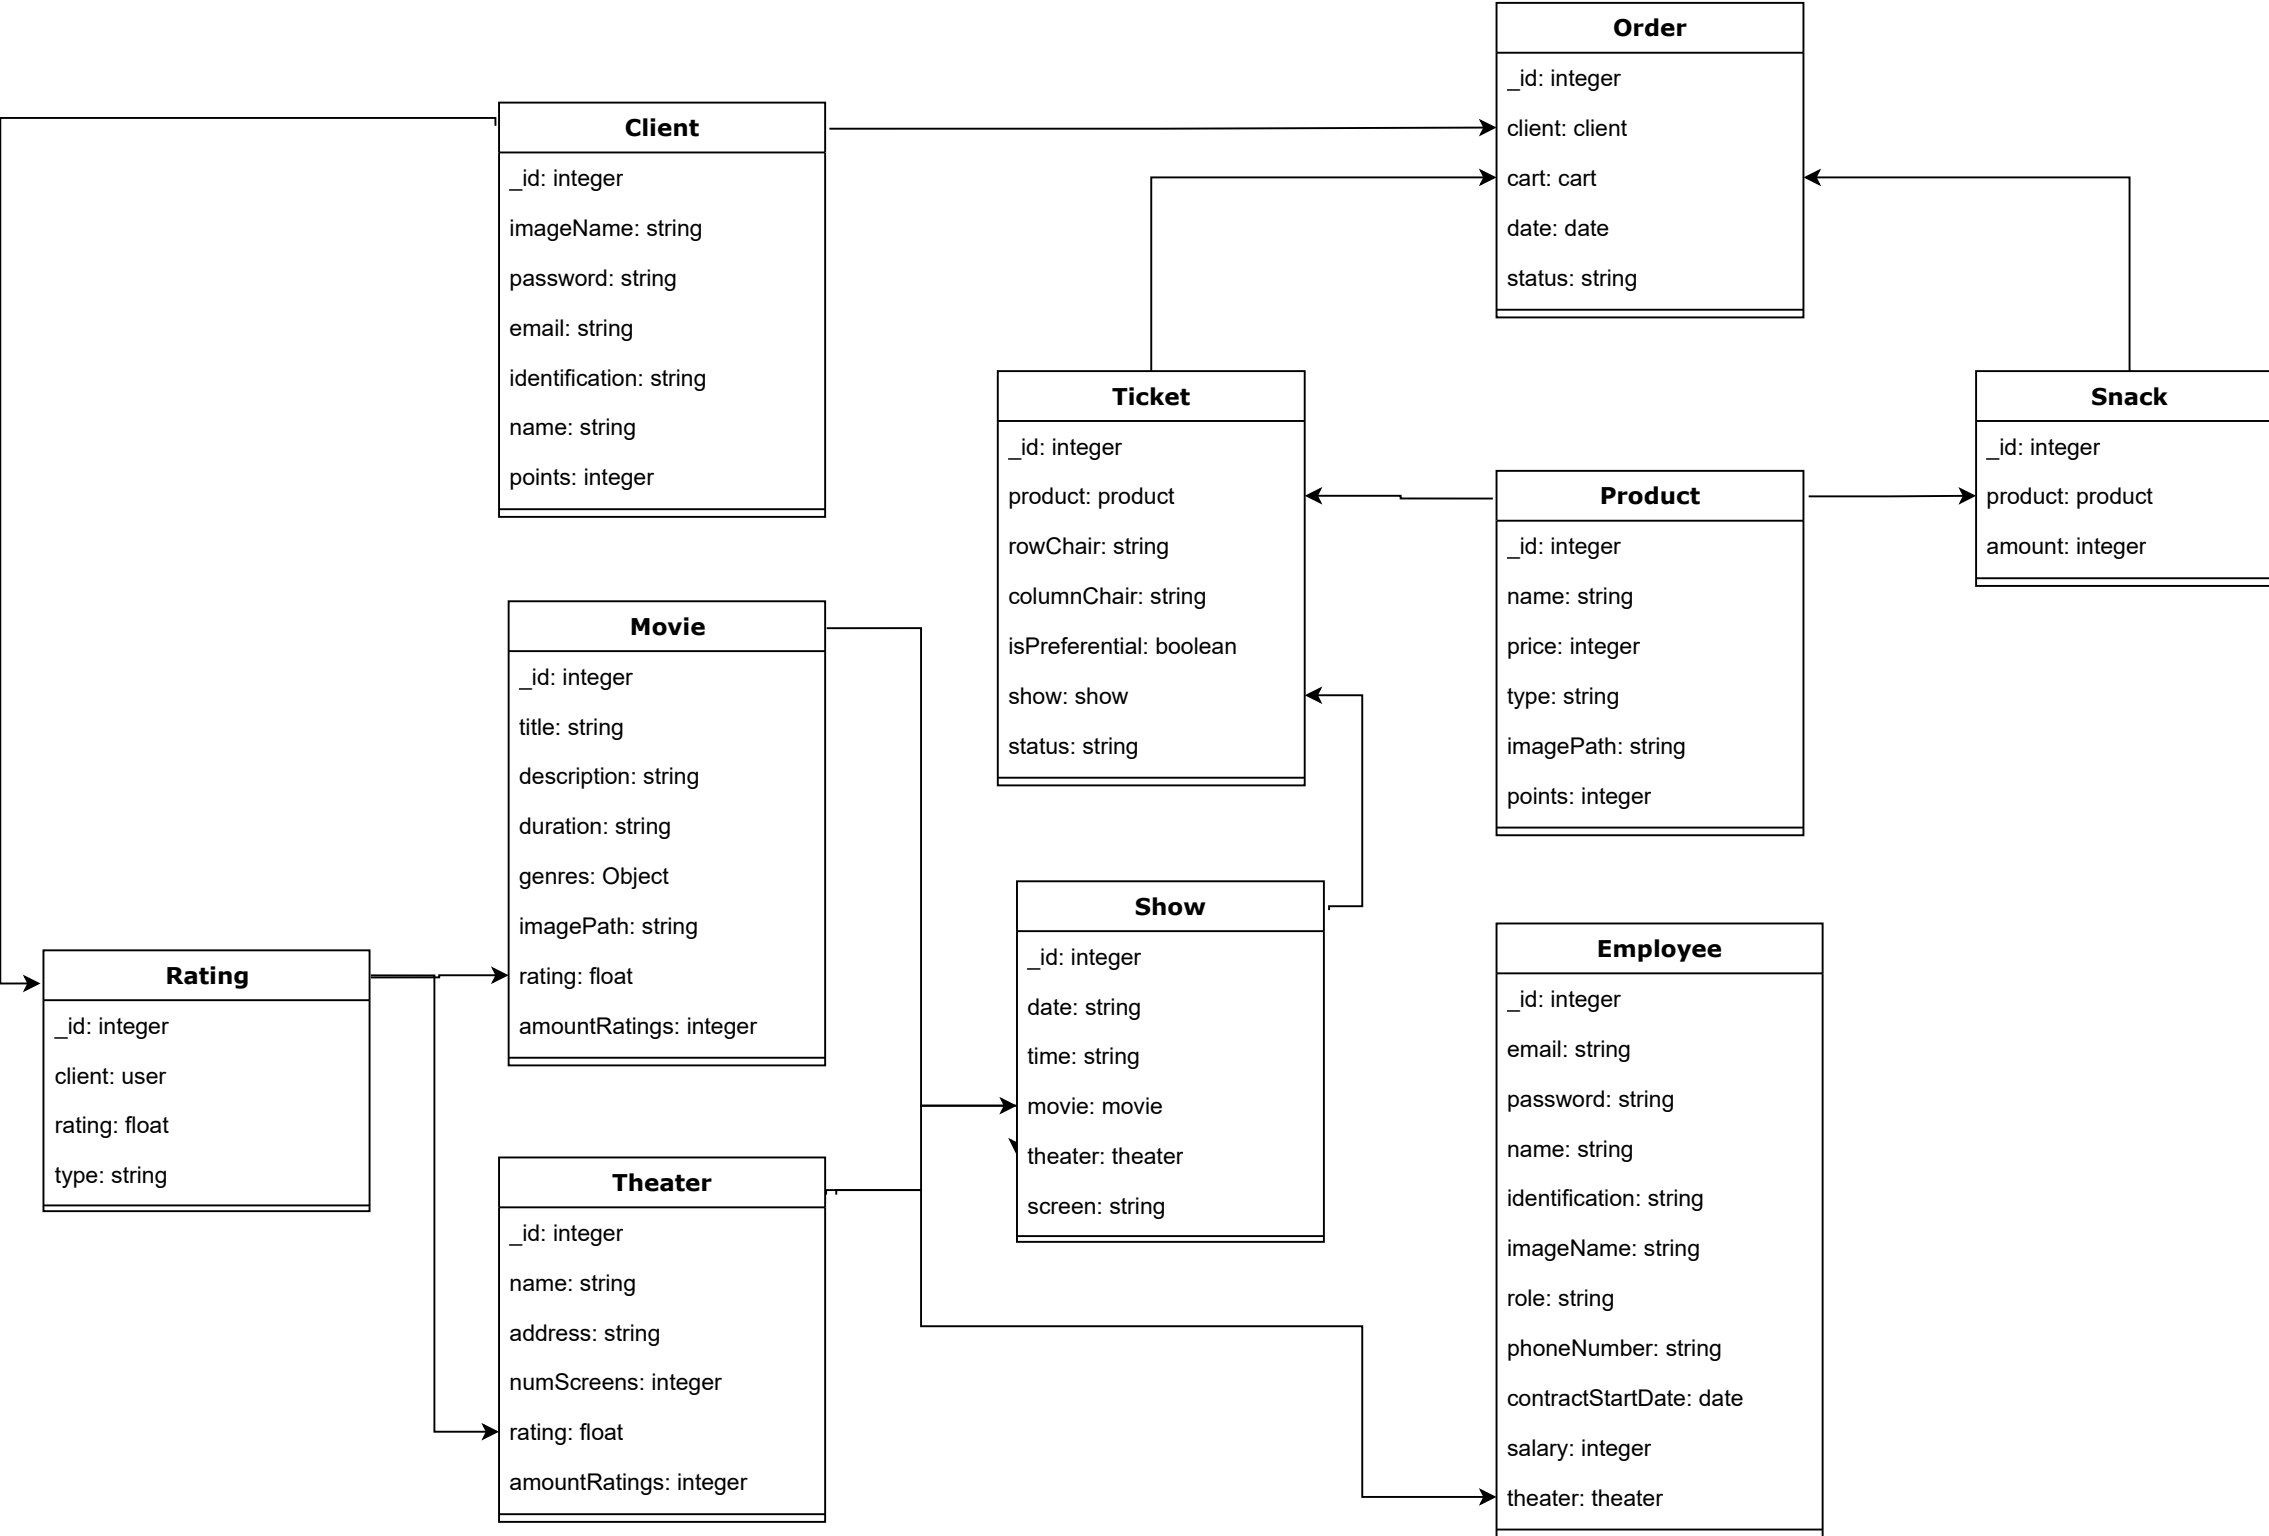 Order
_id: integer
client: client
cart: cart
date: date
status: string
Client
_id: integer
imageName: string
password: string
email: string
identification: string
name: string
points: integer
Ticket
_id: integer
product: product
rowChair: string
columnChair: string
isPreferential: boolean
show: show
status: string
Product
_id: integer
name: string
price: integer
type: string
imagePath: string
points: integer
Snack
_id: integer
product: product
amount: integer
Movie
_id: integer
title: string
description: string
duration: string
genres: Object
imagePath: string
rating: float
amountRatings: integer
Rating
_id: integer
client: user
rating: float
type: string
Theater
_id: integer
name: string
address: string
numScreens: integer
rating: float
amountRatings: integer
Show
_id: integer
date: string
time: string
movie: movie
theater: theater
screen: string
Employee
_id: integer
email: string
password: string
name: string
identification: string
imageName: string
role: string
phoneNumber: string
contractStartDate: date
salary: integer
theater: theater